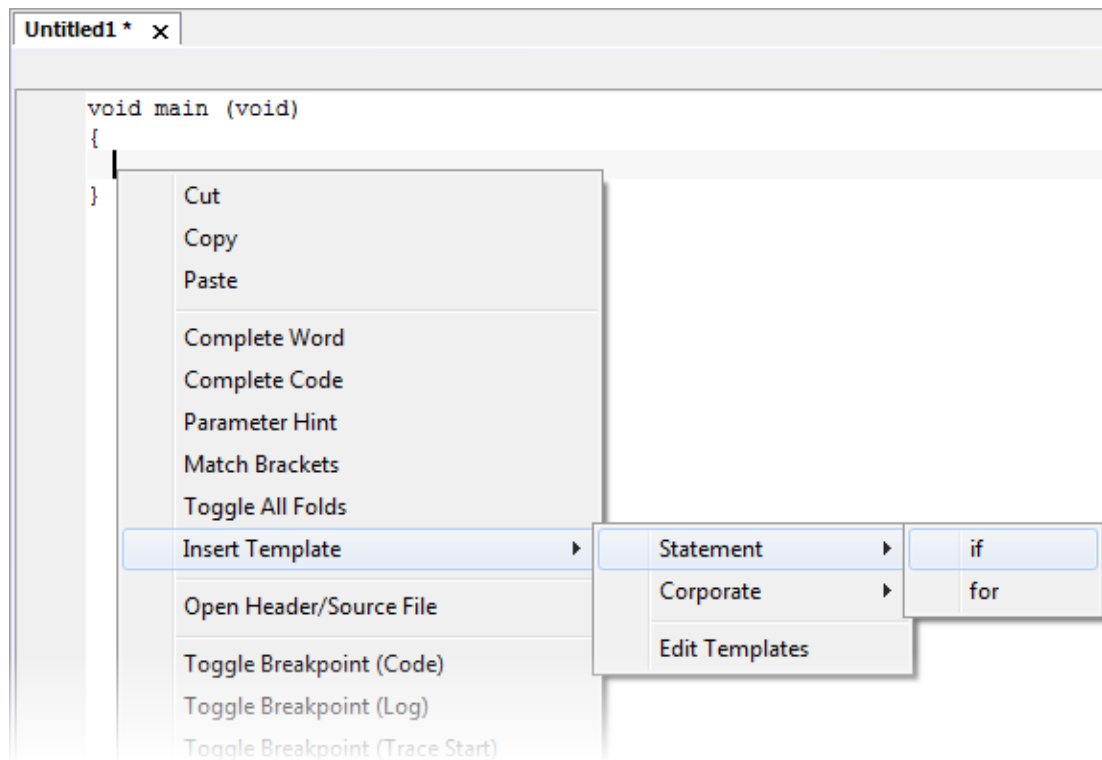 Untitled1 * x
void main (void)
{
}
Cut
Copy
Paste
Complete Word
Complete Code
Parameter Hint
Match Brackets
Toggle All Folds
Insert Template
Open Header/Source File
Toggle Breakpoint (Code)
Toggle Breakpoint (Log)
Toggle Breakpoint (Trace Start)
Statement
Corporate
Edit Templates
if
for